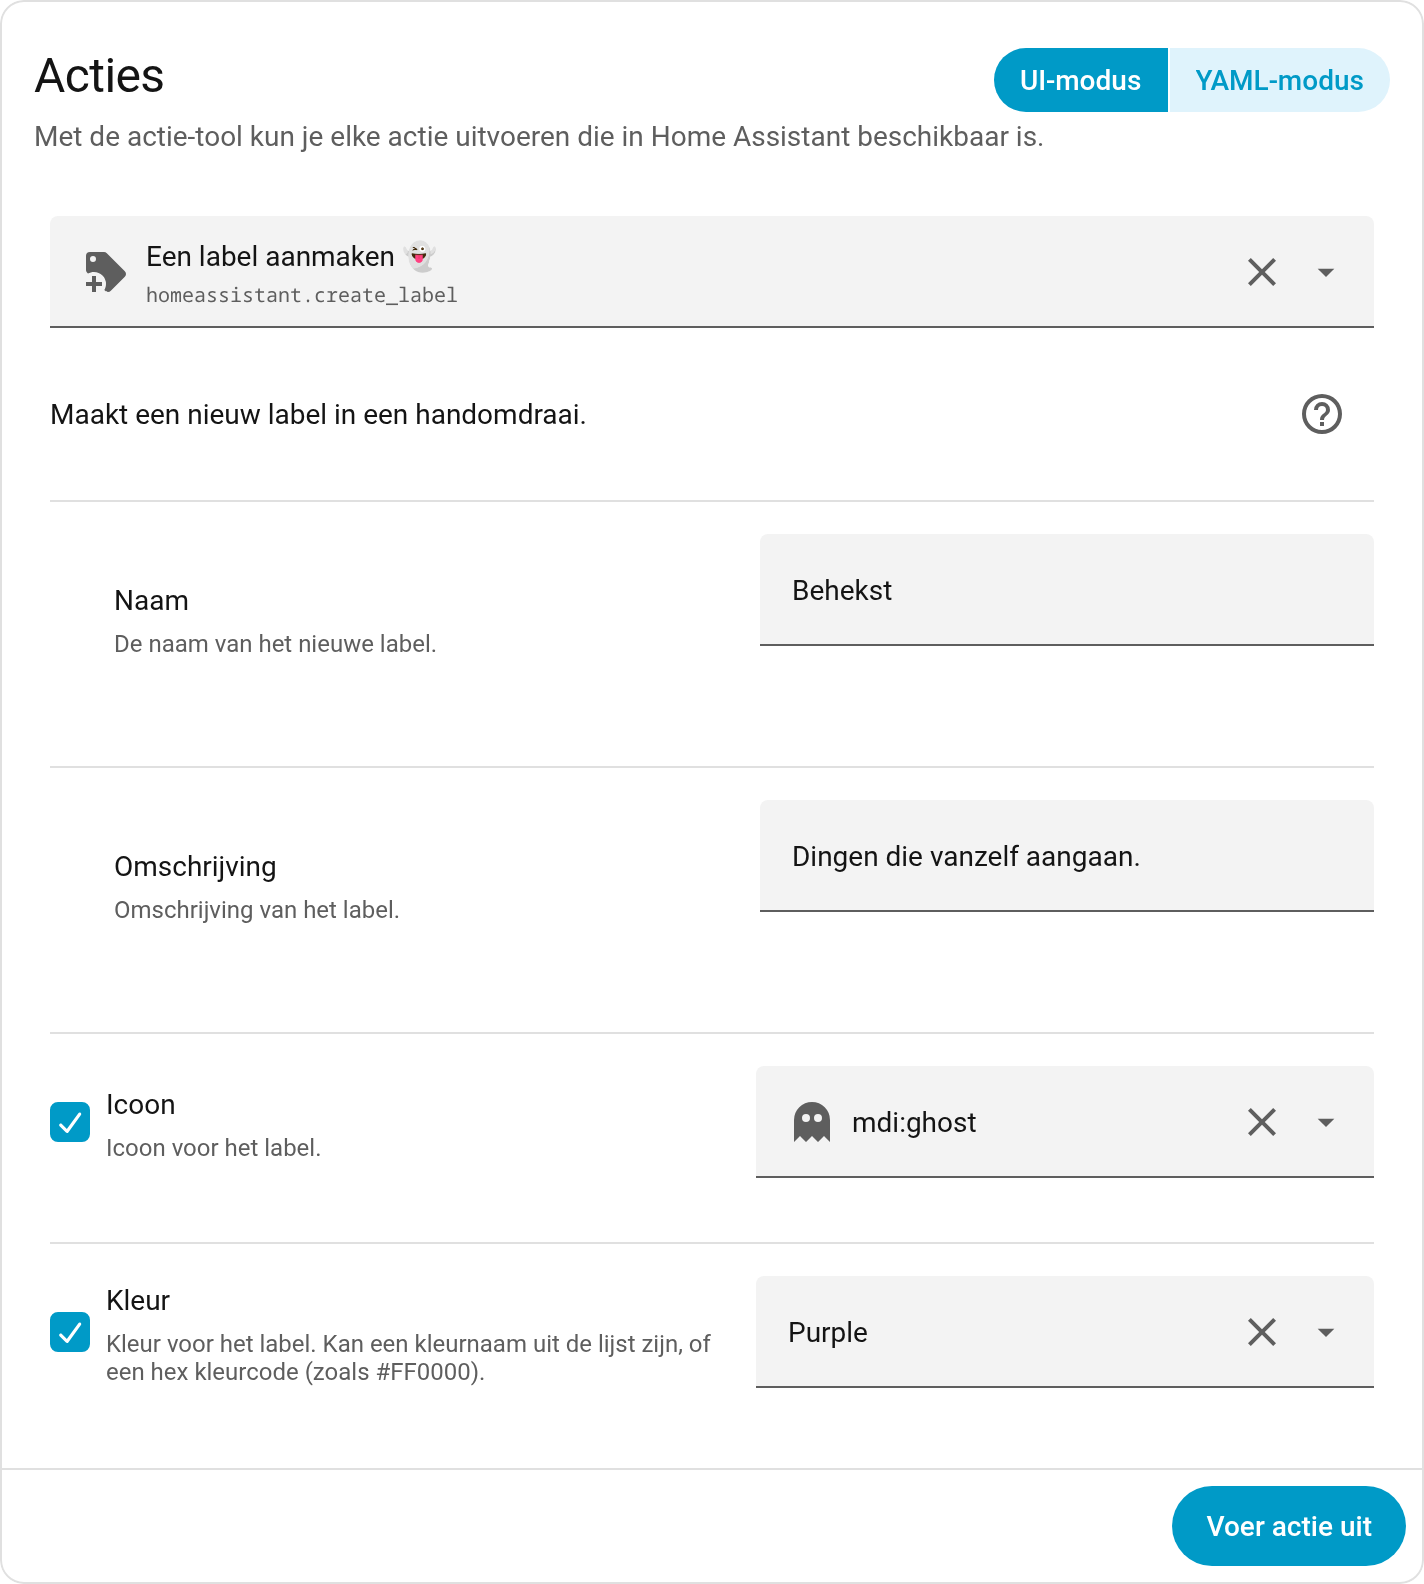 Acties
UI-modus
YAML-modus
Met de actie-tool kun je elke actie uitvoeren die in Home Assistant beschikbaar is.
Een label aanmaken 👻
homeassistant.create_label
Maakt een nieuw label in een handomdraai.
Naam
De naam van het nieuwe label.
Behekst
Omschrijving
Omschrijving van het label.
Dingen die vanzelf aangaan.
Icoon
Icoon voor het label.
mdi:ghost
Kleur
Kleur voor het label. Kan een kleurnaam uit de lijst zijn, of
een hex kleurcode (zoals #FF0000).
Purple
Voer actie uit